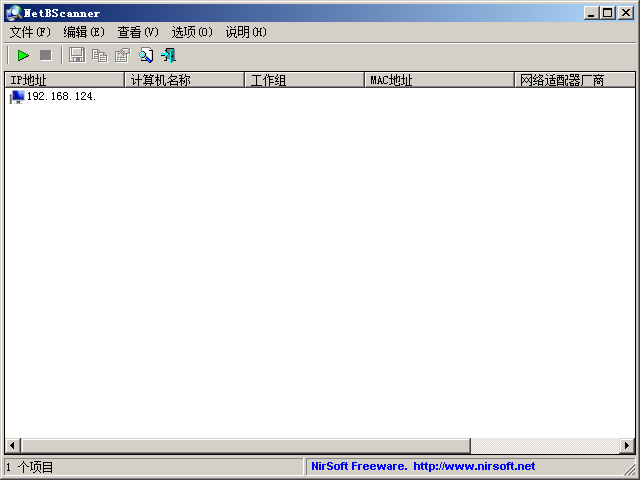 NetBScanner
文件(F) 编辑(E) 查看(V) 选项(O) 说明(H)
IP地址 计算机名称 工作组 MAC地址 网络适配器厂商
192.168.124.
1 个项目 NirSoft Freeware. http://www.nirsoft.net